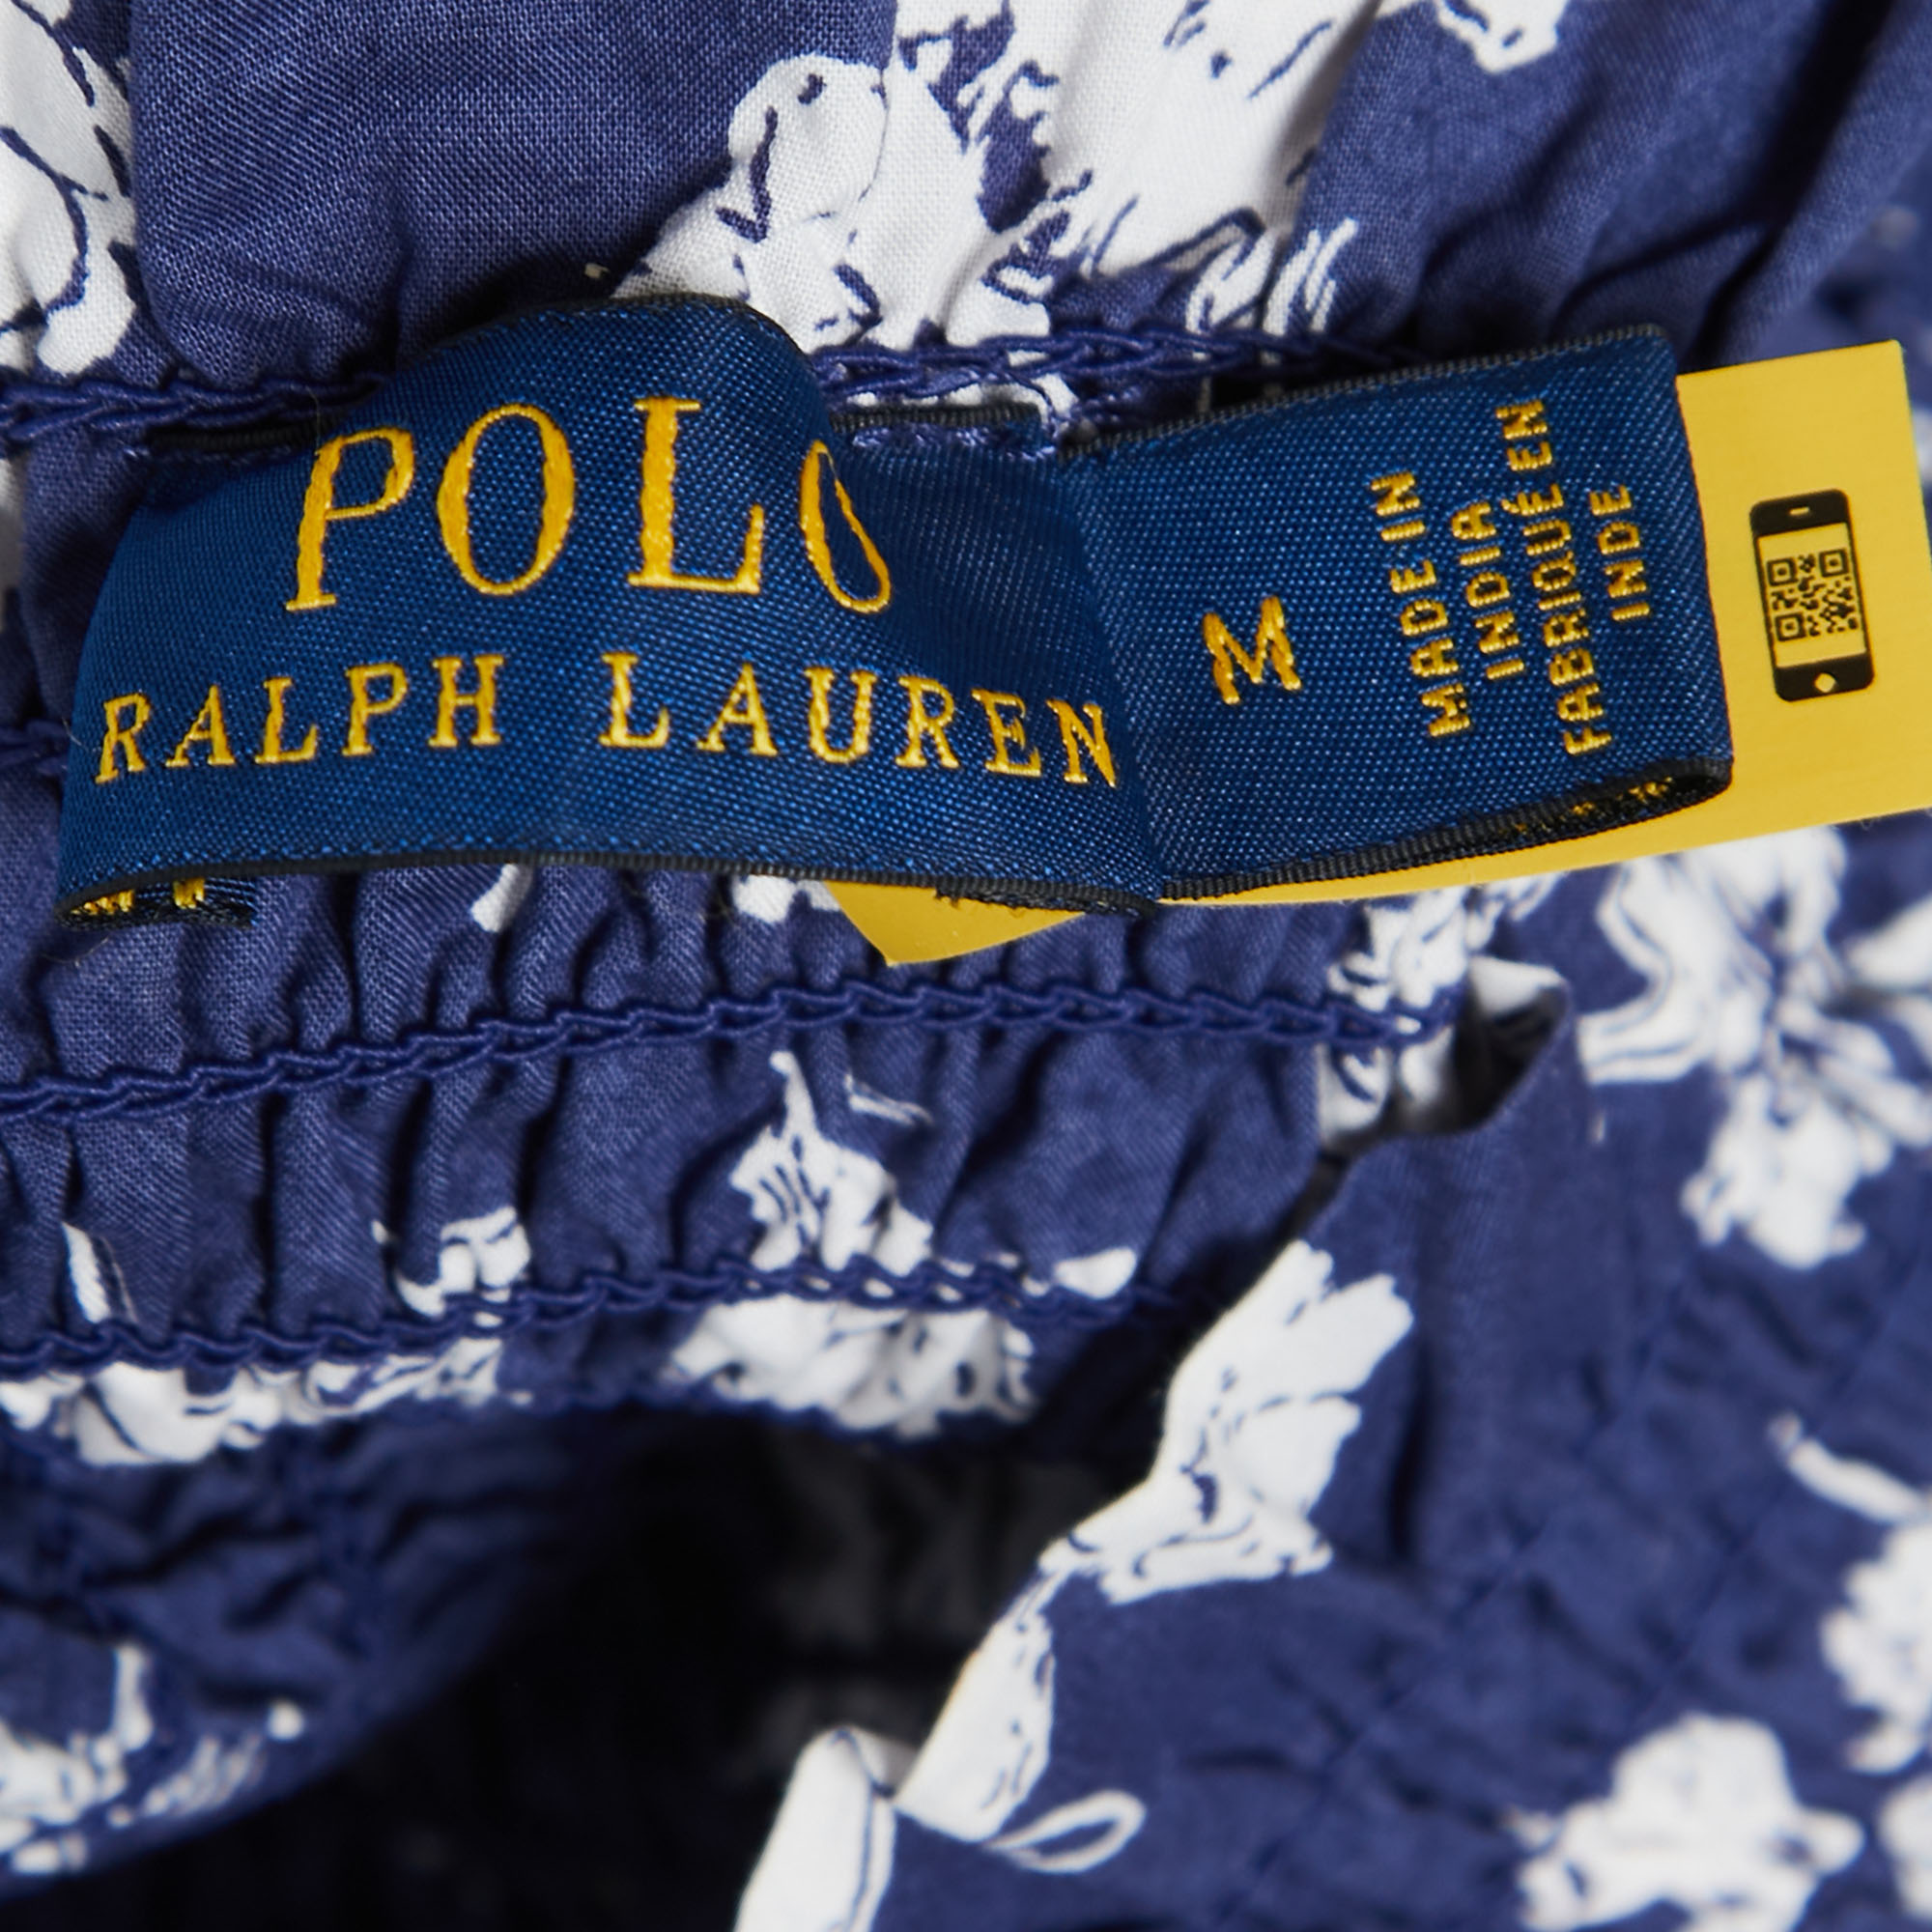 POLO
RALPH LAUREN
M
MADE IN
INDIA
FABRIQUÉ EN
INDE